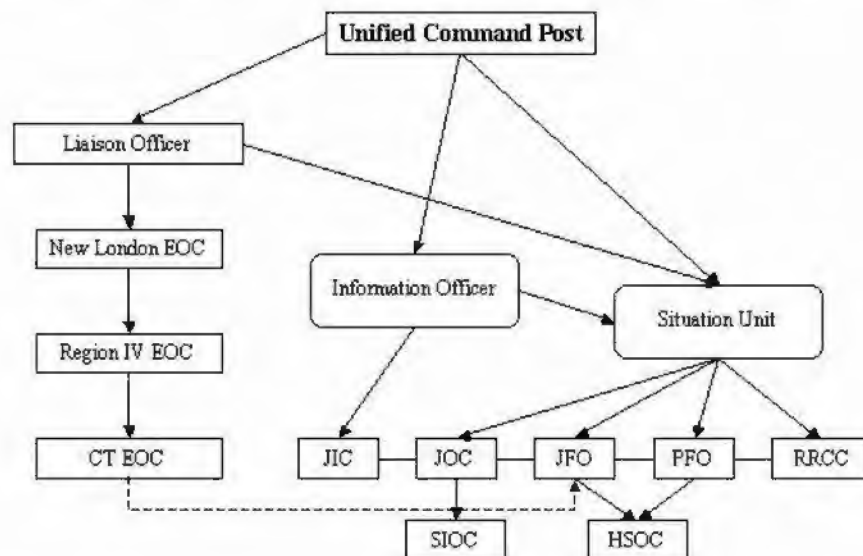 Unified Command Post
Liaison Officer
New London EOC
Information Officer
Situation Unit
Region IV EOC
CT EOC
JIC
JOC
JFO
PFO
RRCC
SIOC
HSOC